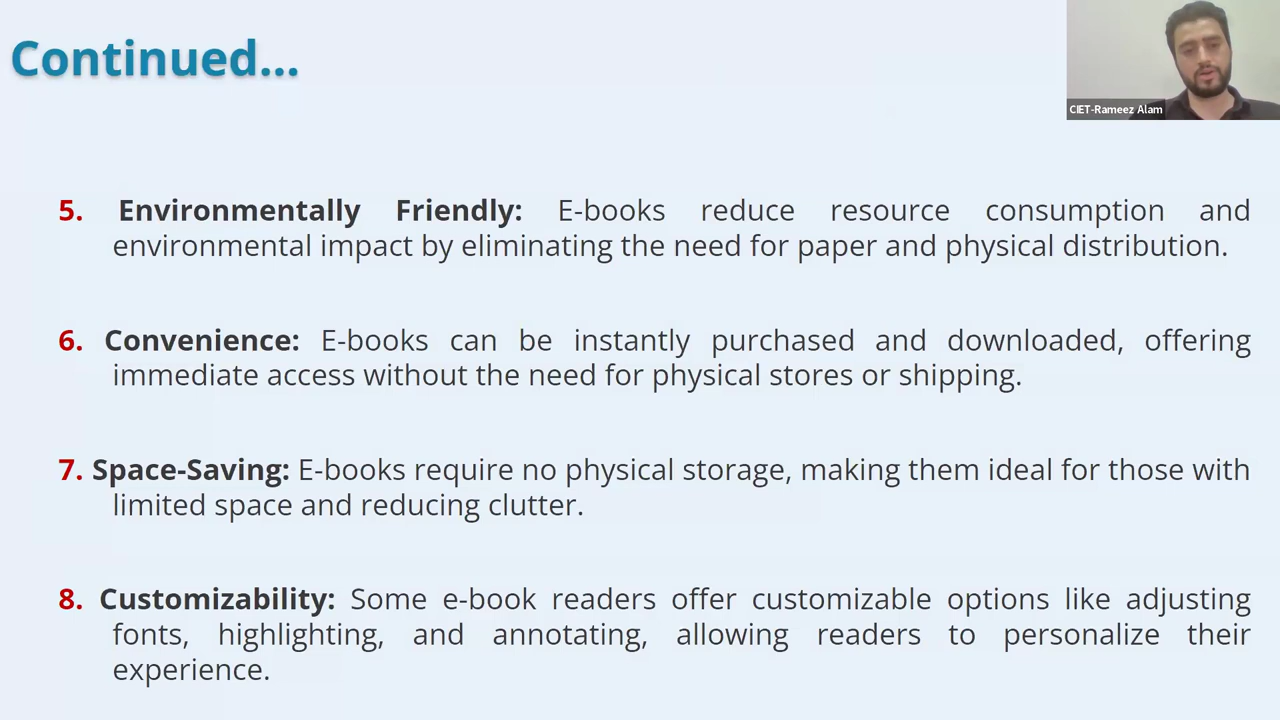 Continued...
CIET-Rameez Alam
5. Environmentally Friendly: E-books reduce resource consumption and
environmental impact by eliminating the need for paper and physical distribution.
6. Convenience: E-books can be instantly purchased and downloaded, offering
immediate access without the need for physical stores or shipping.
7. Space-Saving: E-books require no physical storage, making them ideal for those with
limited space and reducing clutter.
8. Customizability: Some e-book readers offer customizable options like adjusting
fonts, highlighting, and annotating, allowing readers to personalize their
experience.